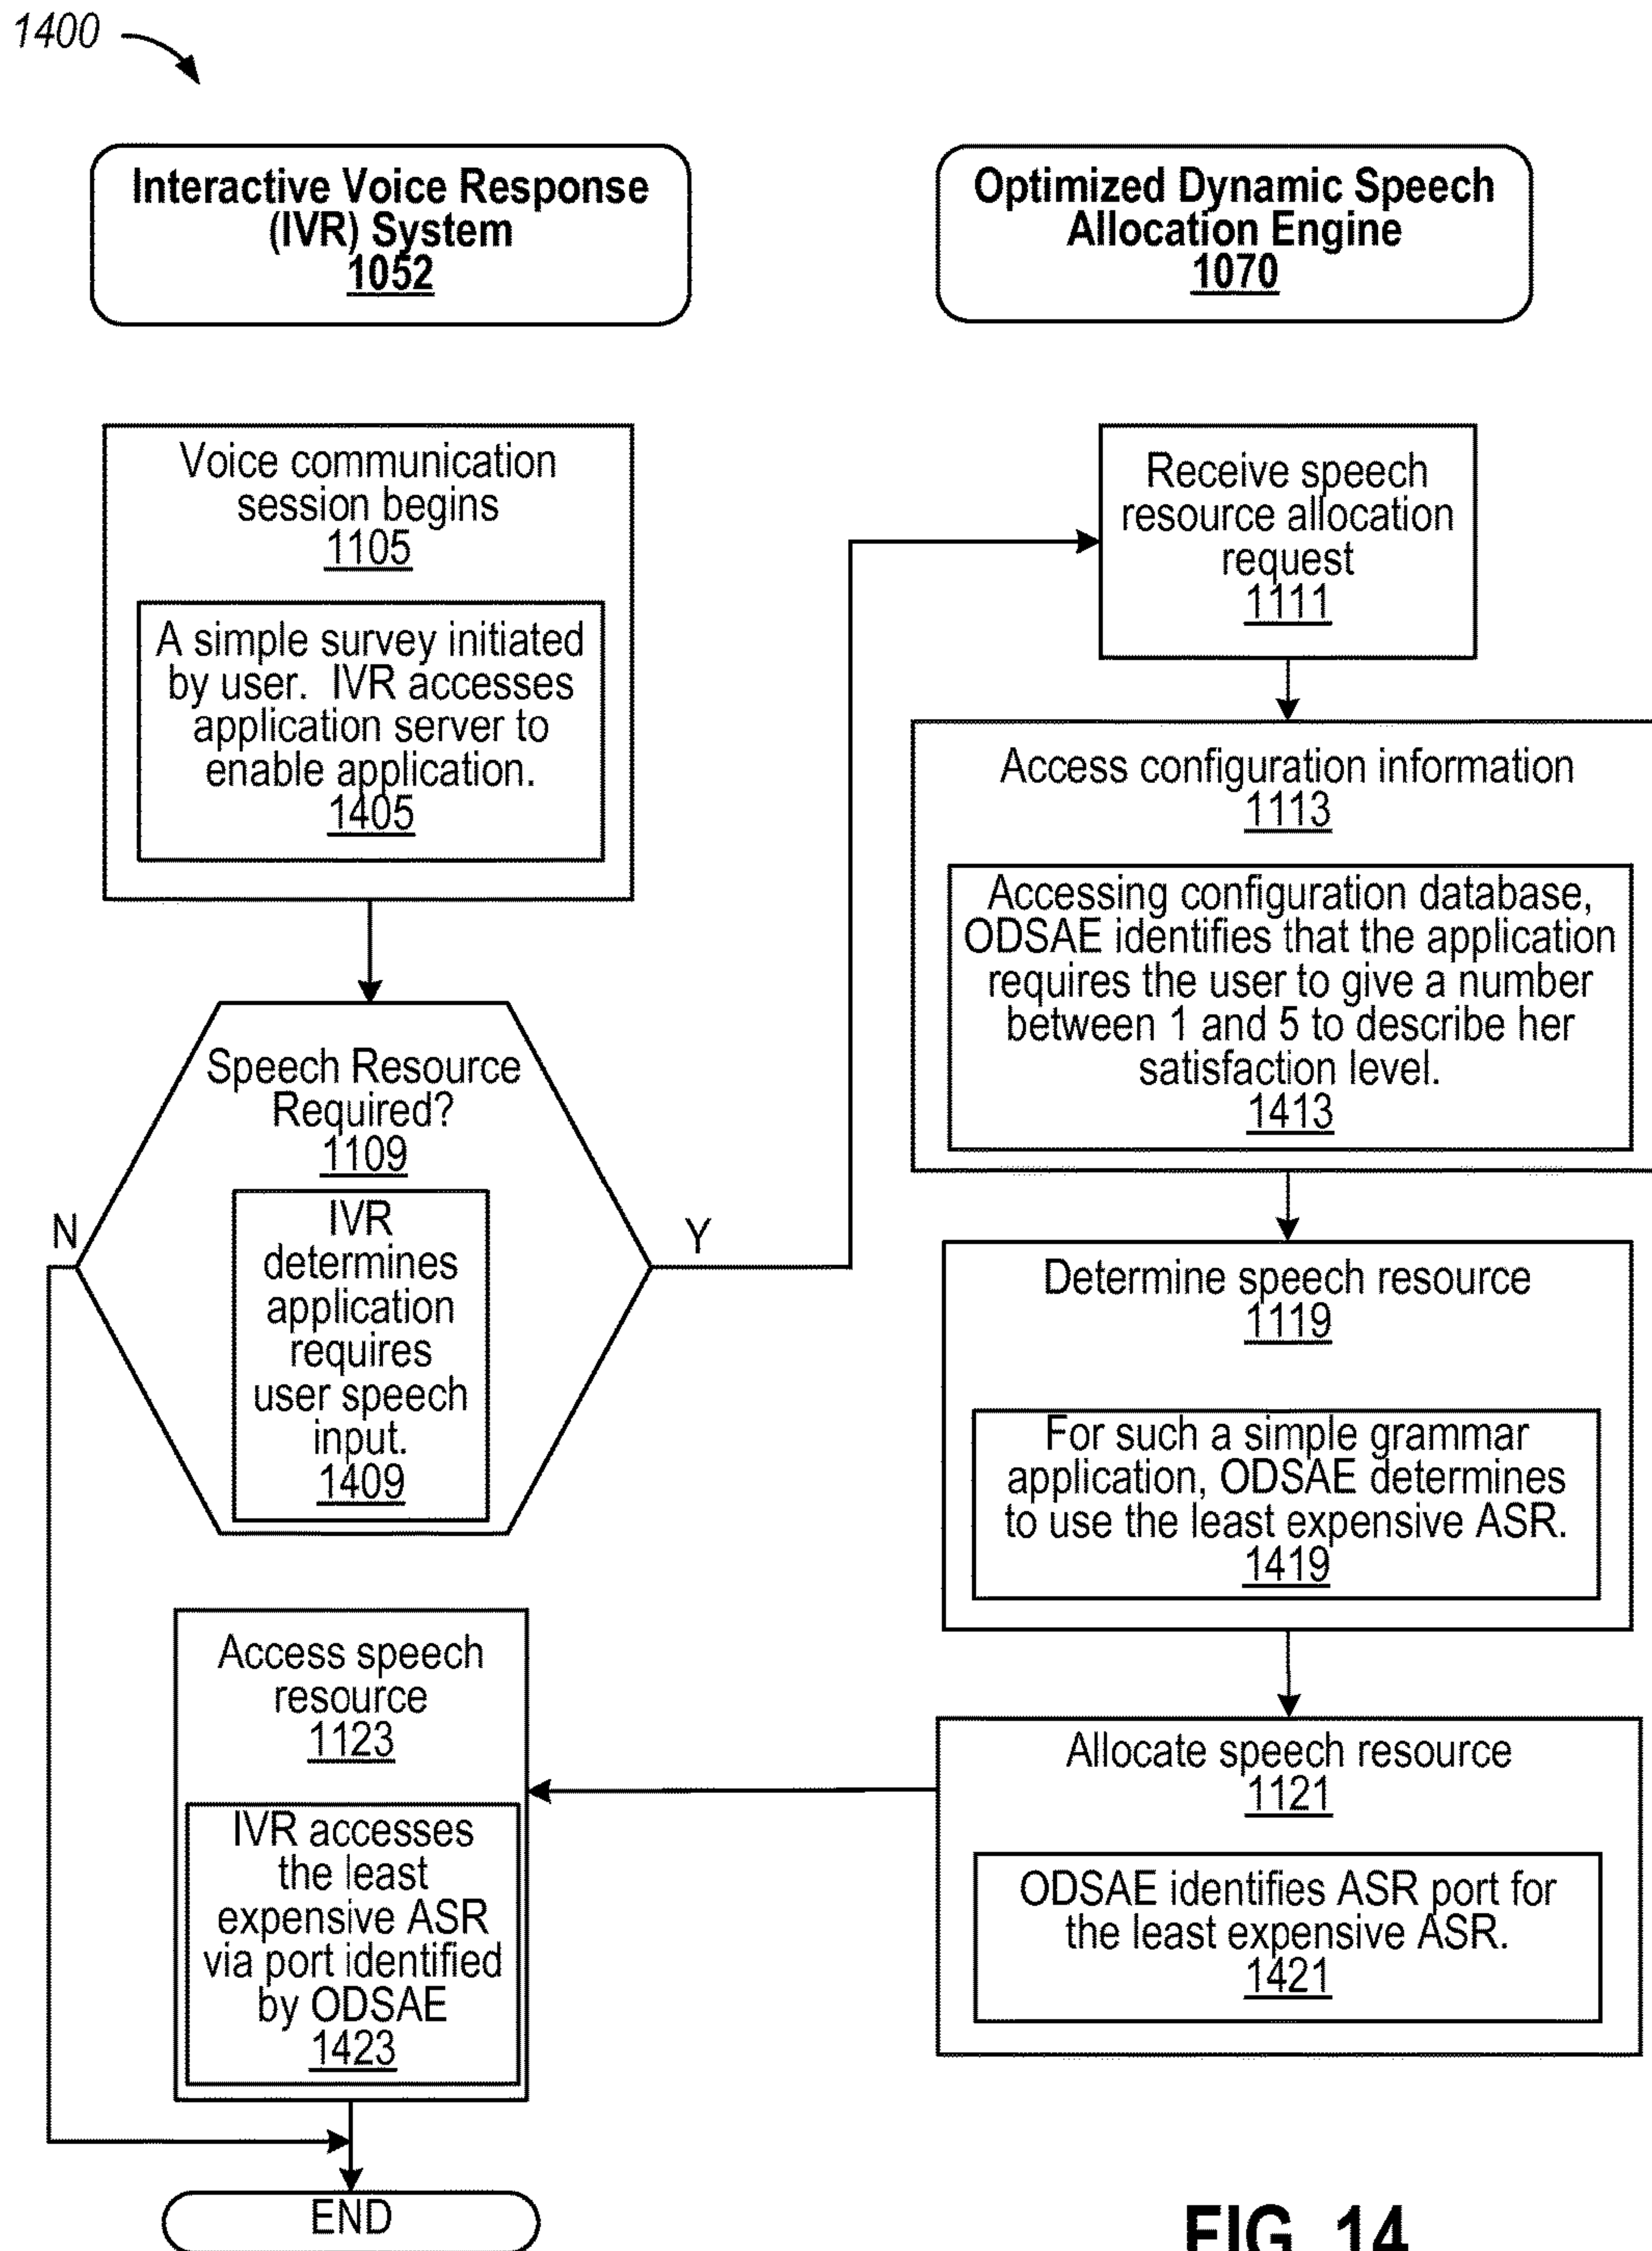 1400
Interactive Voice Response
(IVR) System
1052
Optimized Dynamic Speech
Allocation Engine
1070
Voice communication
session begins
1105
A simple survey initiated
by user. IVR accesses
application server to
enable application.
1405
Speech Resource
Required?
1109
IVR
determines
application
requires
user speech
input.
1409
N
Y
Receive speech
resource allocation
request
1111
Access configuration information
1113
Accessing configuration database,
ODSAE identifies that the application
requires the user to give a number
between 1 and 5 to describe her
satisfaction level.
1413
Determine speech resource
1119
For such a simple grammar
application, ODSAE determines
to use the least expensive ASR.
1419
Allocate speech resource
1121
ODSAE identifies ASR port for
the least expensive ASR.
1421
Access speech
resource
1123
IVR accesses
the least
expensive ASR
via port identified
by ODSAE
1423
END
FIG. 14